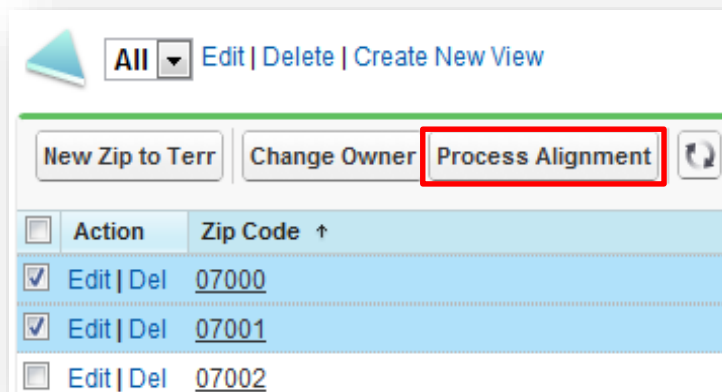 All Edit | Delete | Create New View
New Zip to Terr Change Owner Process Alignment
Action Zip Code ↑
Edit | Del 07000
Edit | Del 07001
Edit | Del 07002